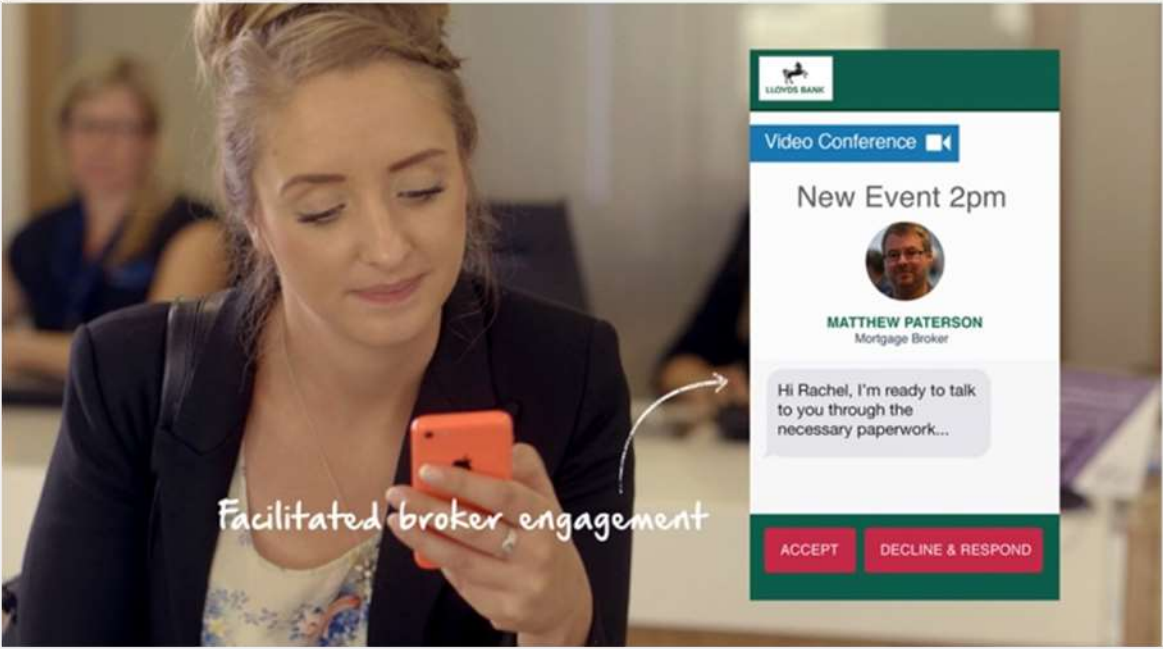 LLOYDS BANK
Video Conference
New Event 2pm
MATTHEW PATERSON
Mortgage Broker
Hi Rachel, I'm ready to talk
to you through the
necessary paperwork...
Facilitated broker engagement
ACCEPT
DECLINE & RESPOND